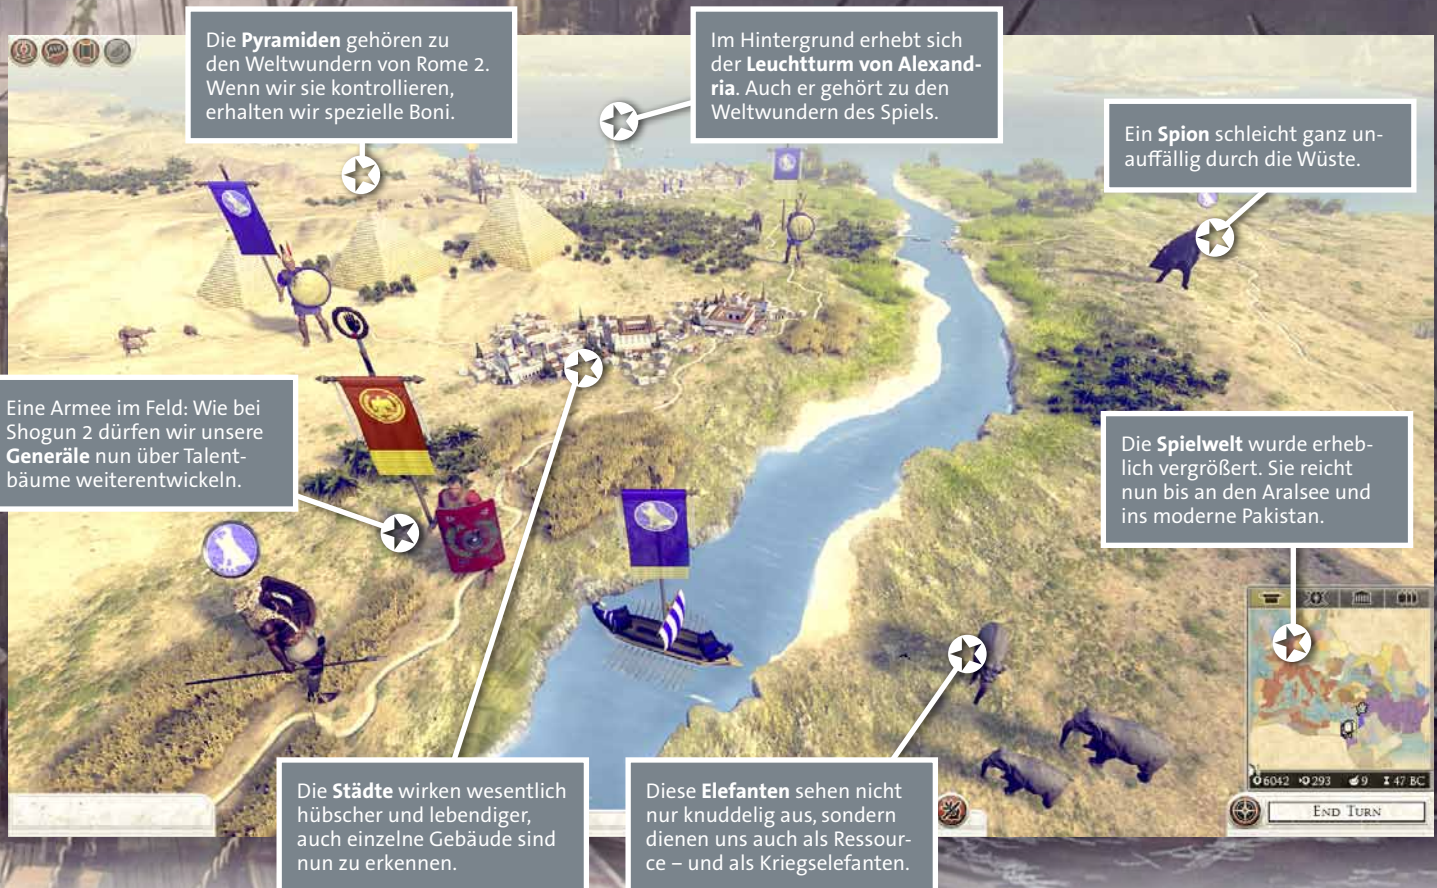 Die Pyramiden gehören zu
den Weltwundern von Rome 2.
Wenn wir sie kontrollieren,
erhalten wir spezielle Boni.
Im Hintergrund erhebt sich
der Leuchtturm von Alexand-
ria. Auch er gehört zu den
Weltwundern des Spiels.
Ein Spion schleicht ganz un-
auffällig durch die Wüste.
Eine Armee im Feld: Wie bei
Shogun 2 dürfen wir unsere
Generäle nun über Talent-
bäume weiterentwickeln.
Die Spielwelt wurde erheb-
lich vergrößert. Sie reicht
nun bis an den Aralsee und
ins moderne Pakistan.
Die Städte wirken wesentlich
hübscher und lebendiger,
auch einzelne Gebäude sind
nun zu erkennen.
Diese Elefanten sehen nicht
nur knuddelig aus, sondern
dienen uns auch als Ressour-
ce – und als Kriegselefanten.
6042 293 9 47 BC
END TURN